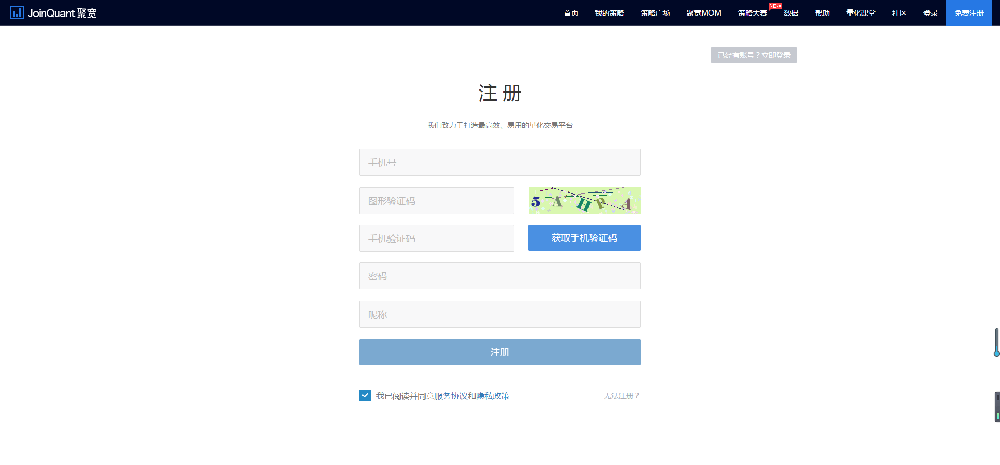 JoinQuant 聚宽
首页 我的策略 策略广场 聚宽MOM 策略大赛 NEW 数据 帮助 量化课堂 社区 登录 免费注册
已经有账号？立即登录
注 册
我们致力于打造最高效、易用的量化交易平台
手机号
图形验证码
5 A H P A
手机验证码 获取手机验证码
密码
昵称
注册
我已阅读并同意服务协议和隐私政策 无法注册？